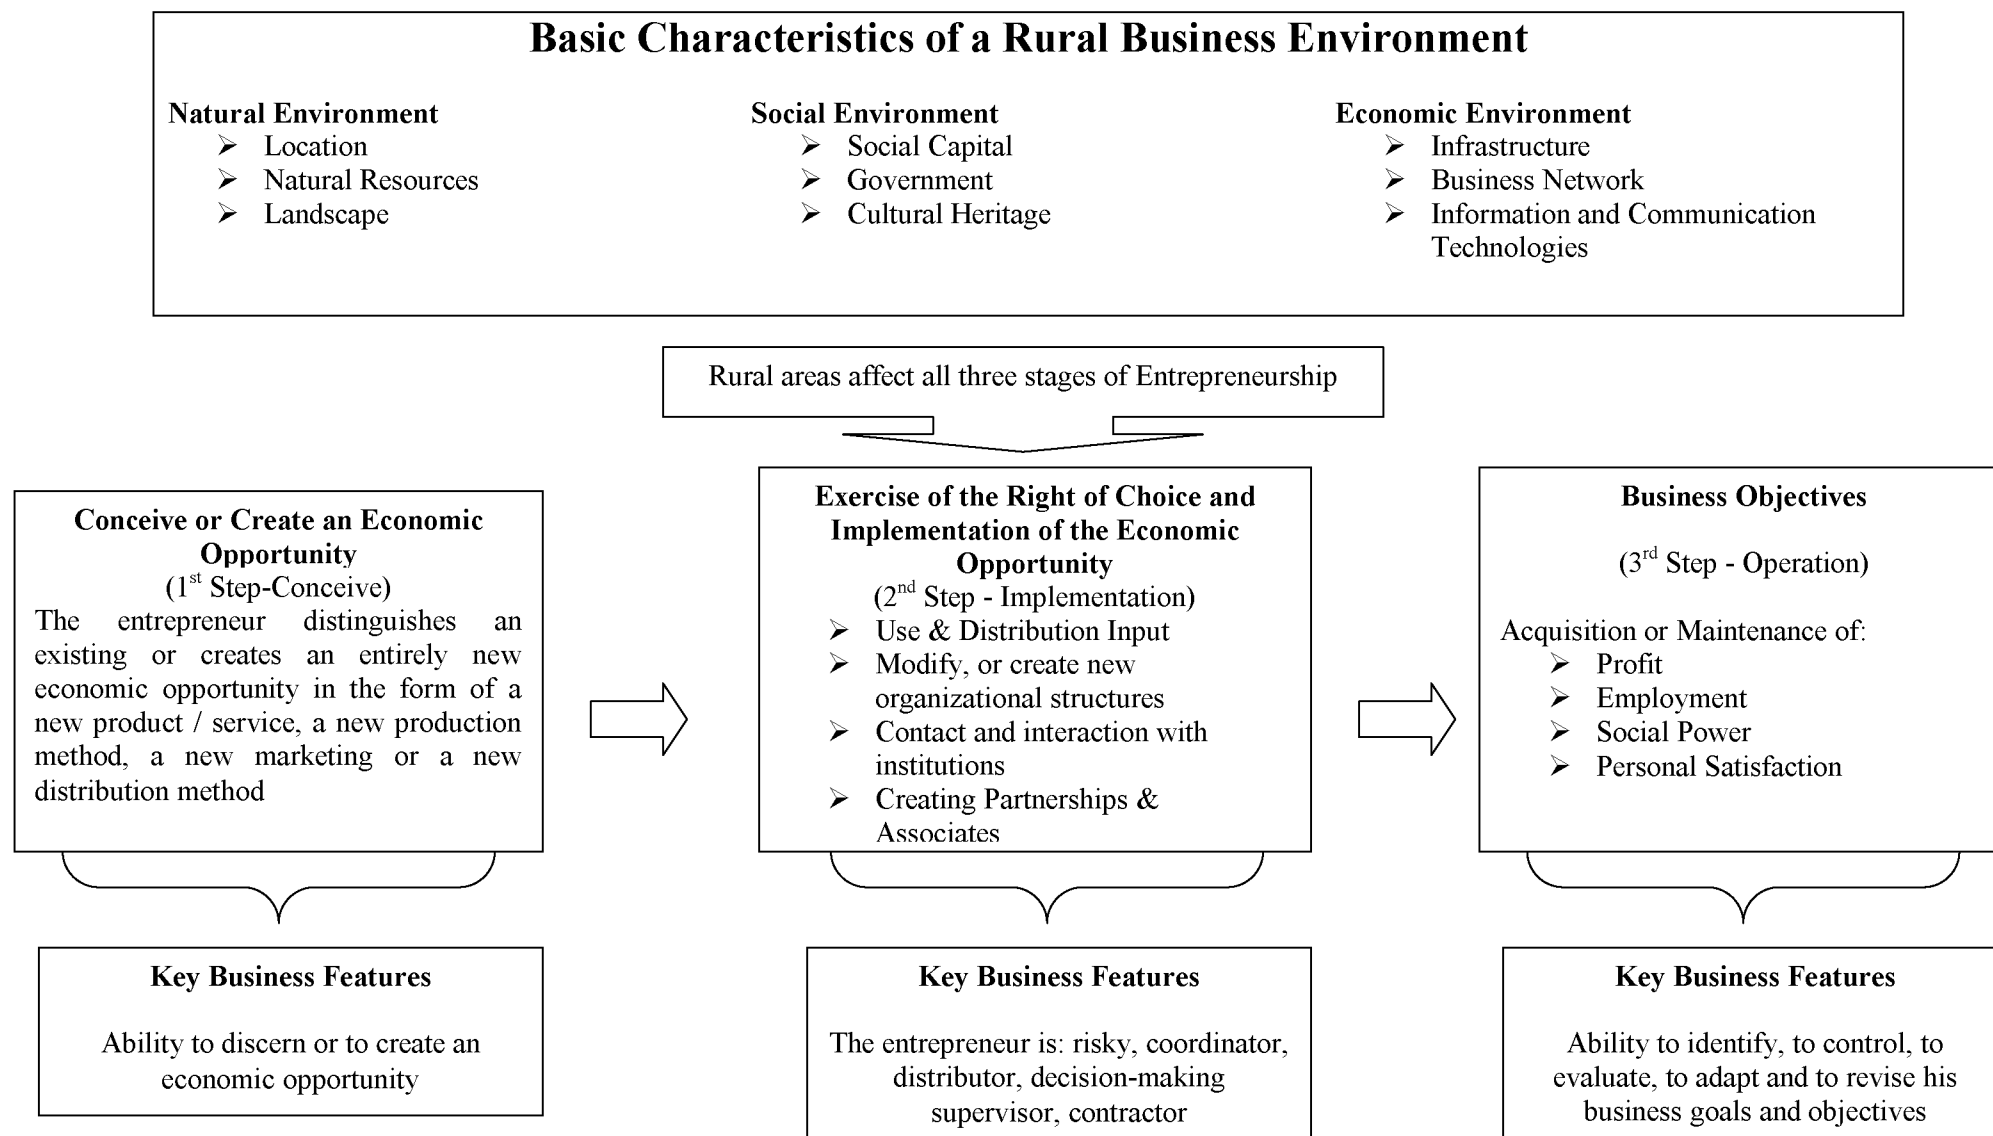 Basic Characteristics of a Rural Business Environment
Natural Environment
➢ Location
➢ Natural Resources
➢ Landscape
Social Environment
➢ Social Capital
➢ Government
➢ Cultural Heritage
Economic Environment
➢ Infrastructure
➢ Business Network
➢ Information and Communication
Technologies
Rural areas affect all three stages of Entrepreneurship
Conceive or Create an Economic
Opportunity
(1st Step-Conceive)
The entrepreneur distinguishes an
existing or creates an entirely new
economic opportunity in the form of a
new product / service, a new production
method, a new marketing or a new
distribution method
Exercise of the Right of Choice and
Implementation of the Economic
Opportunity
(2nd Step - Implementation)
➢ Use & Distribution Input
➢ Modify, or create new
organizational structures
➢ Contact and interaction with
institutions
➢ Creating Partnerships &
Associates
Business Objectives
(3rd Step - Operation)
Acquisition or Maintenance of:
➢ Profit
➢ Employment
➢ Social Power
➢ Personal Satisfaction
Key Business Features
Ability to discern or to create an
economic opportunity
Key Business Features
The entrepreneur is: risky, coordinator,
distributor, decision-making
supervisor, contractor
Key Business Features
Ability to identify, to control, to
evaluate, to adapt and to revise his
business goals and objectives